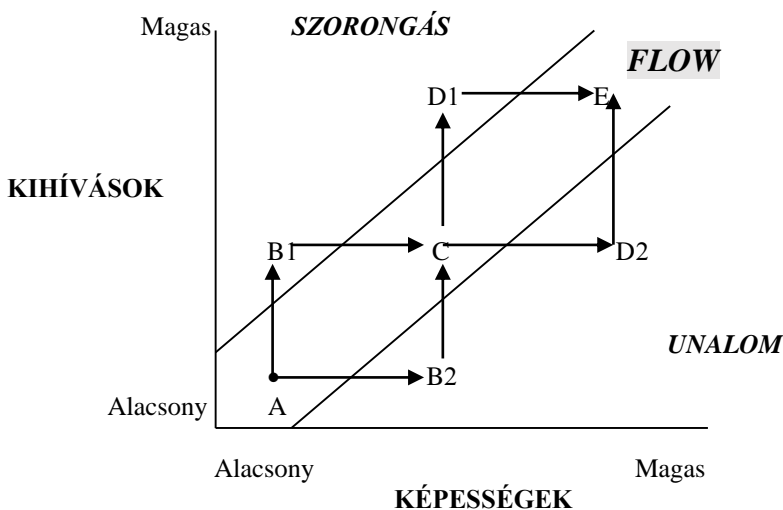 Magas
SZORONGÁS
FLOW
D1
E
KIHÍVÁSOK
B1
C
D2
UNALOM
B2
Alacsony
A
Alacsony
Magas
KÉPESSÉGEK